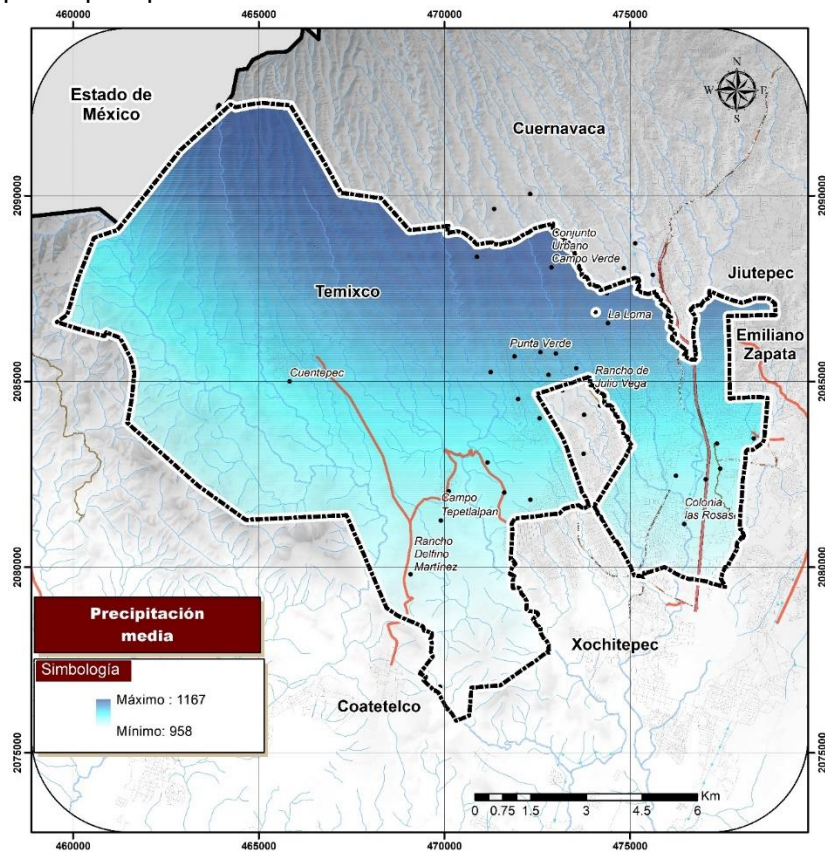 460000
465000
470000
475000
Estado de
México
N
W
E
S
Cuernavaca
2090000
2090000
Conjunto
Urbano
Campo Verde
Jiutepec
Temixco
La Loma
Emiliano
Zapata
Punta Verde
2085000
Cuentepec
Rancho de
Julio Vega
2085000
Campo
Tepetlalpan
Colonia
las Rosas
Rancho
Delfino
Martínez
2080000
2080000
Precipitación
media
Xochitepec
Simbología
Máximo : 1167
Mínimo: 958
Coatetelco
2075000
2075000
Km
0 0.75 1.5 3 4.5 6
460000
465000
470000
475000